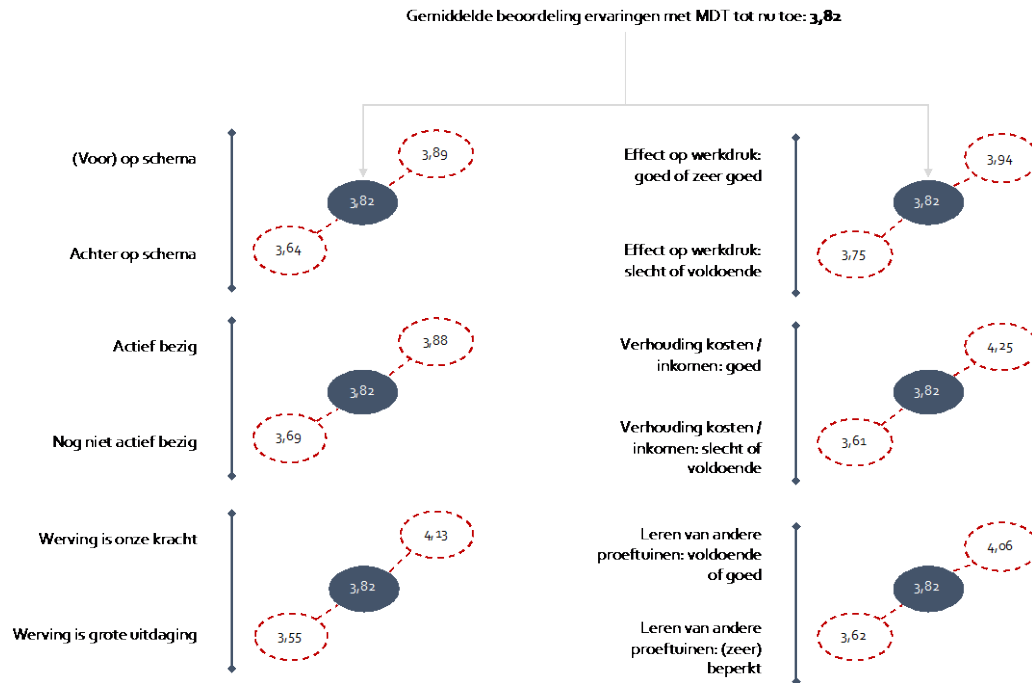 Gemiddelde beoordeling ervaringen met MDT tot nu toe: 3,82
(Voor) op schema
3,89
3,82
Achter op schema
3,64
Effect op werkdruk:
goed of zeer goed
3,94
3,82
Effect op werkdruk:
slecht of voldoende
3,75
Actief bezig
3,88
3,82
Nog niet actief bezig
3,69
Verhouding kosten /
inkomen: goed
4,25
3,82
Verhouding kosten /
inkomen: slecht of
voldoende
3,61
Werving is onze kracht
4,13
3,82
Werving is grote uitdaging
3,55
Leren van andere
proeftuinen: voldoende
of goed
4,06
3,82
Leren van andere
proeftuinen: (zeer)
beperkt
3,62